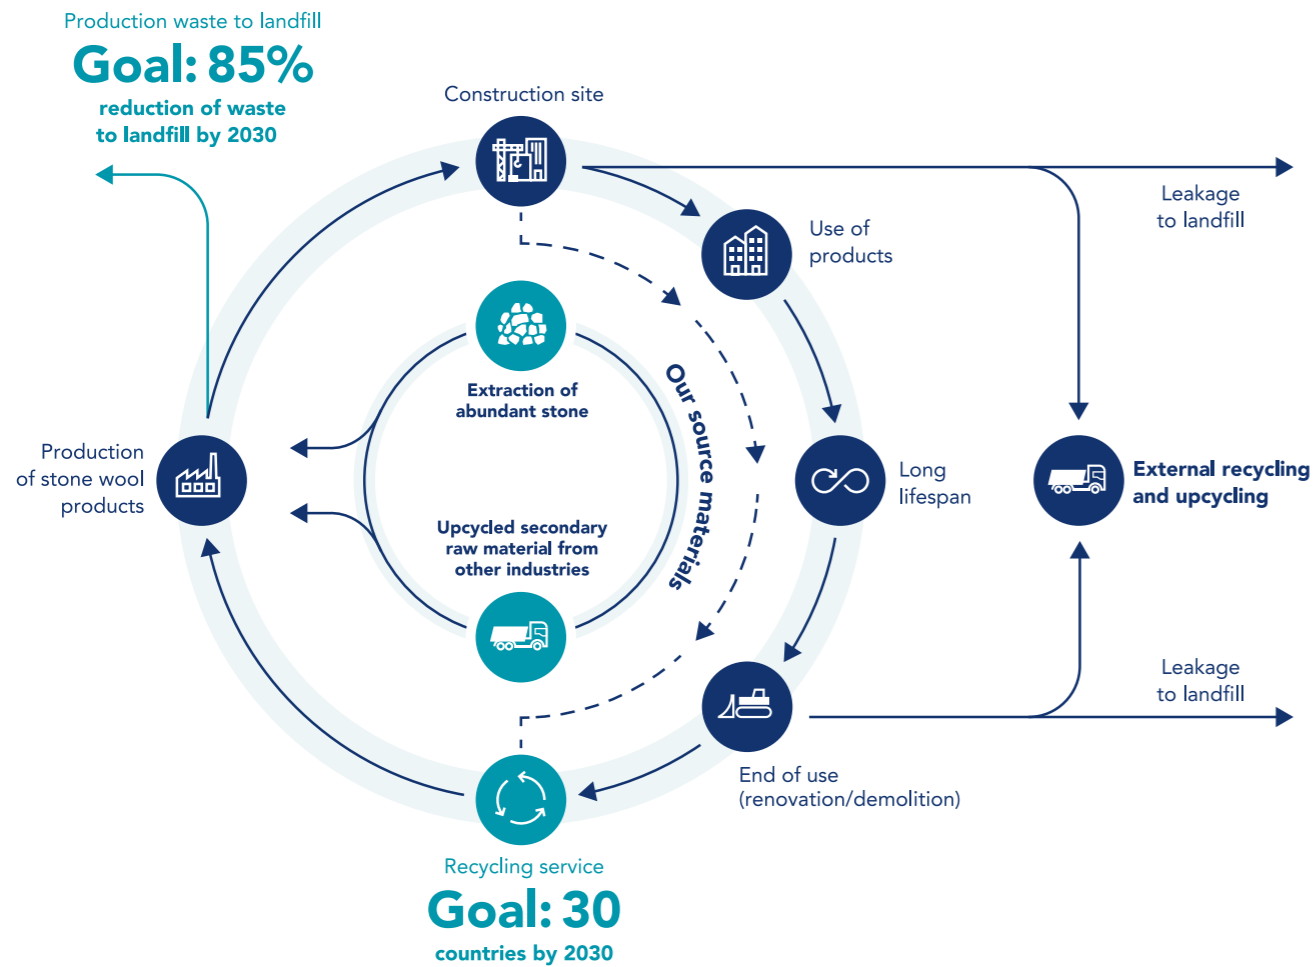 Production waste to landfill
Goal: 85%
reduction of waste
to landfill by 2030
Construction site
Leakage
to landfill
Use of
products
Extraction of
abundant stone
Our source materials
Production
of stone wool
products
Long
lifespan
External recycling
and upcycling
Upcycled secondary
raw material from
other industries
Leakage
to landfill
End of use
(renovation/demolition)
Recycling service
Goal: 30
countries by 2030